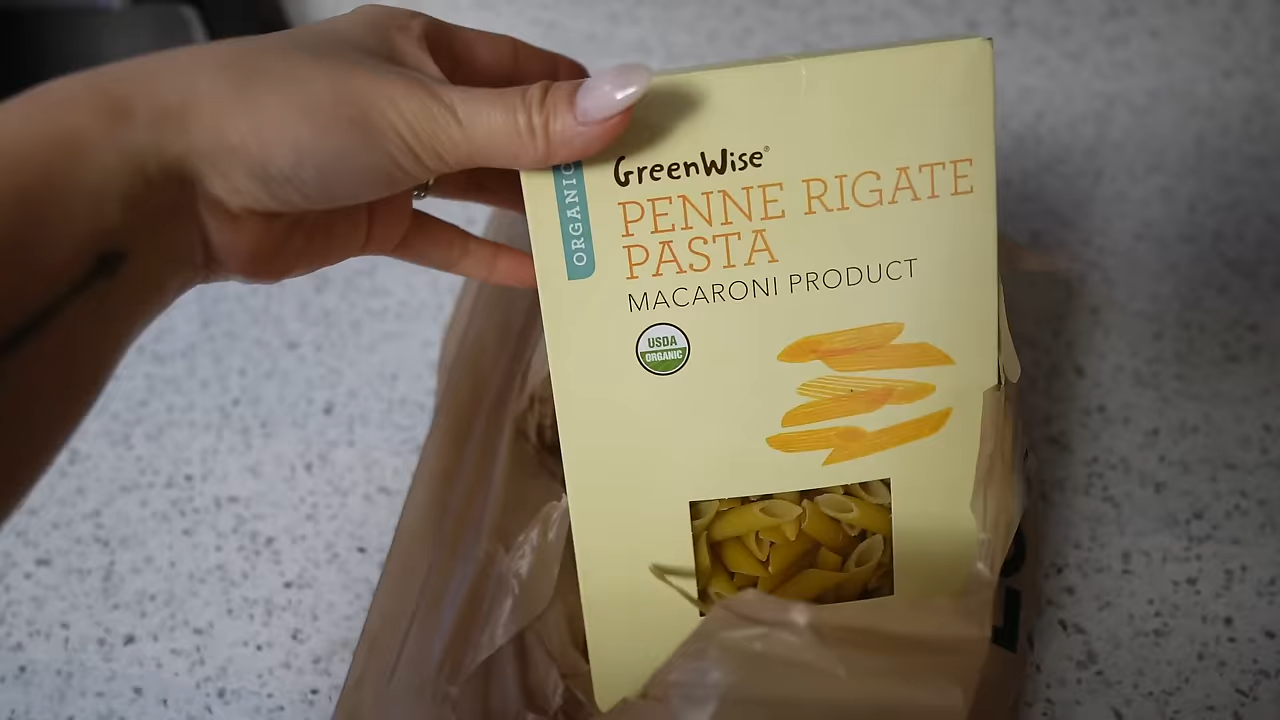 ORGANIC
GreenWise®
PENNE RIGATE
PASTA
MACARONI PRODUCT
USDA
ORGANIC